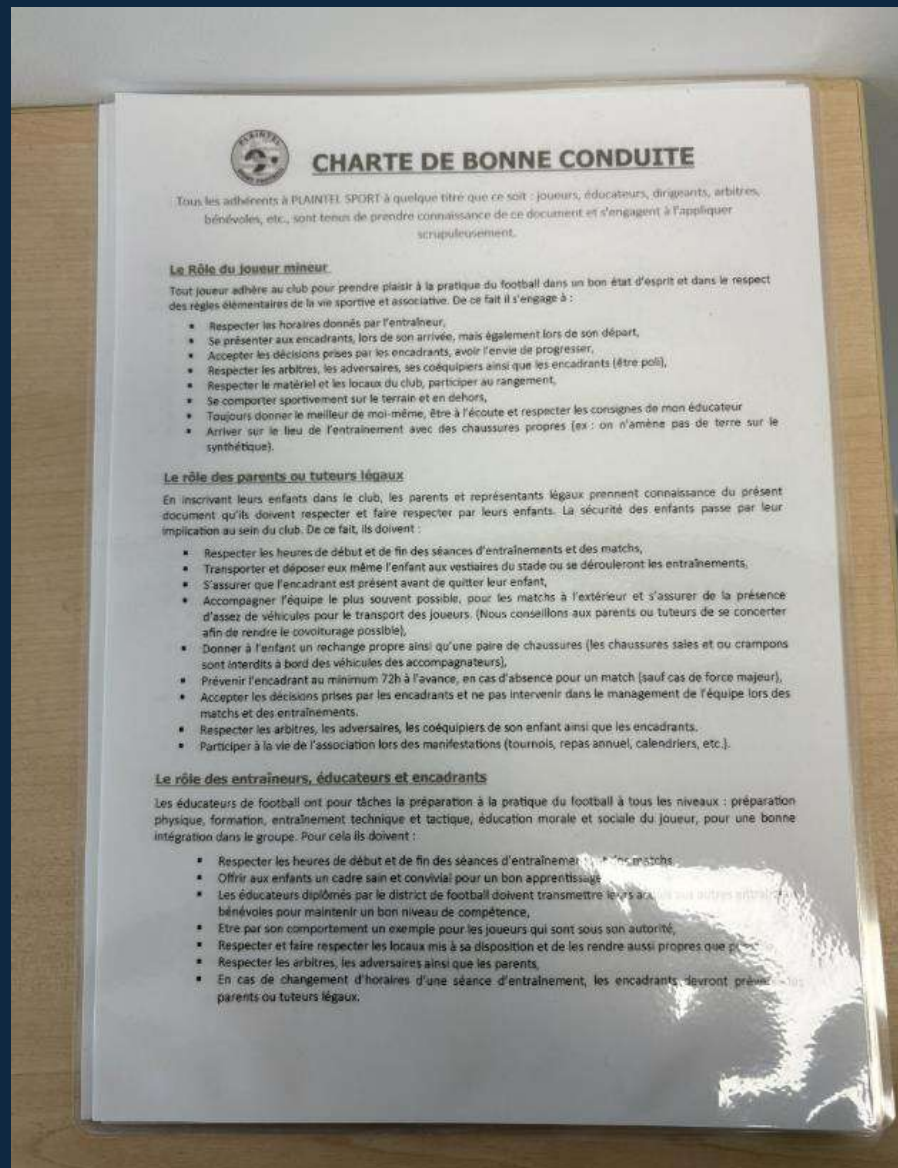 PLAINTEL
CHARTE DE BONNE CONDUITE
Tous les adhérents à PLAINTEL SPORT à quelque titre que ce soit : joueurs, éducateurs, dirigeants, arbitres,
bénévoles, etc., sont tenus de prendre connaissance de ce document et s'engagent à l'appliquer
scrupuleusement.
Le Rôle du joueur mineur
Tout joueur adhère au club pour prendre plaisir à la pratique du football dans un bon état d'esprit et dans le respect
des règles élémentaires de la vie sportive et associative. De ce fait il s'engage à :
▪ Respecter les horaires donnés par l'entraîneur,
▪ Se présenter aux encadrants, lors de son arrivée, mais également lors de son départ,
▪ Accepter les décisions prises par les encadrants, avoir l'envie de progresser,
▪ Respecter les arbitres, les adversaires, ses coéquipiers ainsi que les encadrants (être poli),
▪ Respecter le matériel et les locaux du club, participer au rangement,
▪ Se comporter sportivement sur le terrain et en dehors,
▪ Toujours donner le meilleur de moi-même, être à l'écoute et respecter les consignes de mon éducateur
▪ Arriver sur le lieu de l'entrainement avec des chaussures propres (ex : on n'amène pas de terre sur le
synthétique).
Le rôle des parents ou tuteurs légaux
En inscrivant leurs enfants dans le club, les parents et représentants légaux prennent connaissance du présent
document qu'ils doivent respecter et faire respecter par leurs enfants. La sécurité des enfants passe par leur
implication au sein du club. De ce fait, ils doivent :
▪ Respecter les heures de début et de fin des séances d'entraînements et des matchs,
▪ Transporter et déposer eux même l'enfant aux vestiaires du stade ou se dérouleront les entraînements,
▪ S'assurer que l'encadrant est présent avant de quitter leur enfant,
▪ Accompagner l'équipe le plus souvent possible, pour les matchs à l'extérieur et s'assurer de la présence
d'assez de véhicules pour le transport des joueurs. (Nous conseillons aux parents ou tuteurs de se concerter
afin de rendre le covoiturage possible),
▪ Donner à l'enfant un rechange propre ainsi qu'une paire de chaussures (les chaussures sales et ou crampons
sont interdits à bord des véhicules des accompagnateurs),
▪ Prévenir l'encadrant au minimum 72h à l'avance, en cas d'absence pour un match (sauf cas de force majeur),
▪ Accepter les décisions prises par les encadrants et ne pas intervenir dans le management de l'équipe lors des
matchs et des entraînements.
▪ Respecter les arbitres, les adversaires, les coéquipiers de son enfant ainsi que les encadrants.
▪ Participer à la vie de l'association lors des manifestations (tournois, repas annuel, calendriers, etc.).
Le rôle des entraîneurs, éducateurs et encadrants
Les éducateurs de football ont pour tâches la préparation à la pratique du football à tous les niveaux : préparation
physique, formation, entraînement technique et tactique, éducation morale et sociale du joueur, pour une bonne
intégration dans le groupe. Pour cela ils doivent :
▪ Respecter les heures de début et de fin des séances matchs
▪ Offrir aux enfants un cadre sain et convivial pour un bon apprentissage
▪ Les éducateurs diplômés par le district de football doivent transmettre leurs
bénévoles pour maintenir un bon niveau de compétence,
▪ Etre par son comportement un exemple pour les joueurs qui sont sous son autorité,
▪ Respecter et faire respecter les locaux mis à sa disposition et de les rendre aussi propres que
▪ Respecter les arbitres, les adversaires ainsi que les parents,
▪ En cas de changement d'horaires d'une séance d'entraînement, les encadrants devront
parents ou tuteurs légaux.